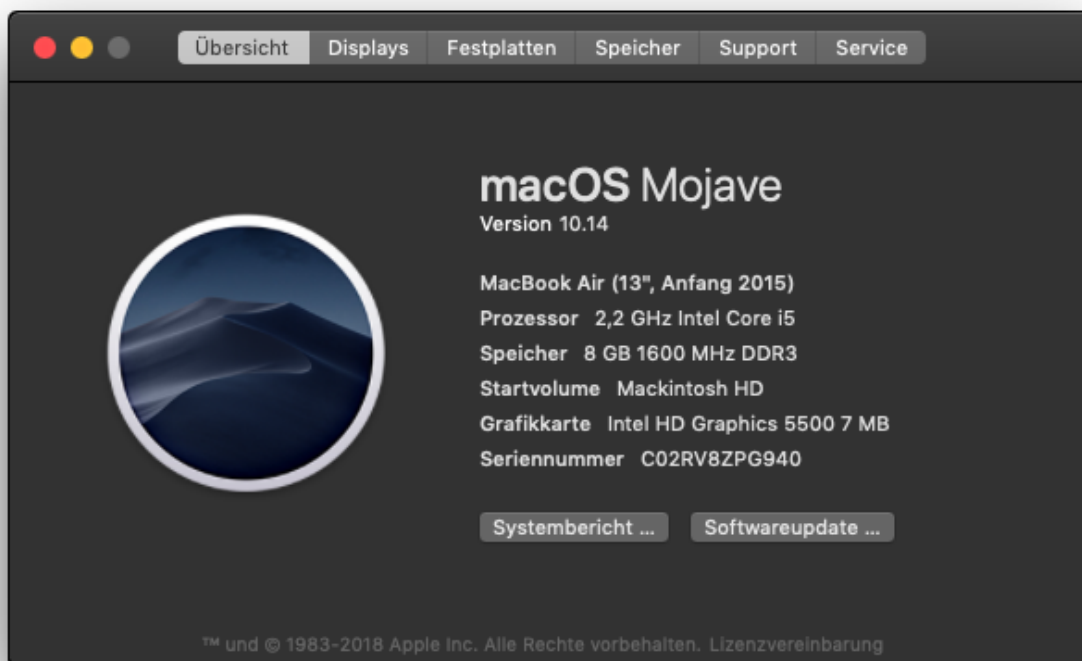 Übersicht Displays Festplatten Speicher Support Service
macOS Mojave
Version 10.14
MacBook Air (13", Anfang 2015)
Prozessor 2,2 GHz Intel Core i5
Speicher 8 GB 1600 MHz DDR3
Startvolume Mackintosh HD
Grafikkarte Intel HD Graphics 5500 7 MB
Seriennummer C02RV8ZPG940
Systembericht ... Softwareupdate ...
™ und © 1983-2018 Apple Inc. Alle Rechte vorbehalten. Lizenzvereinbarung